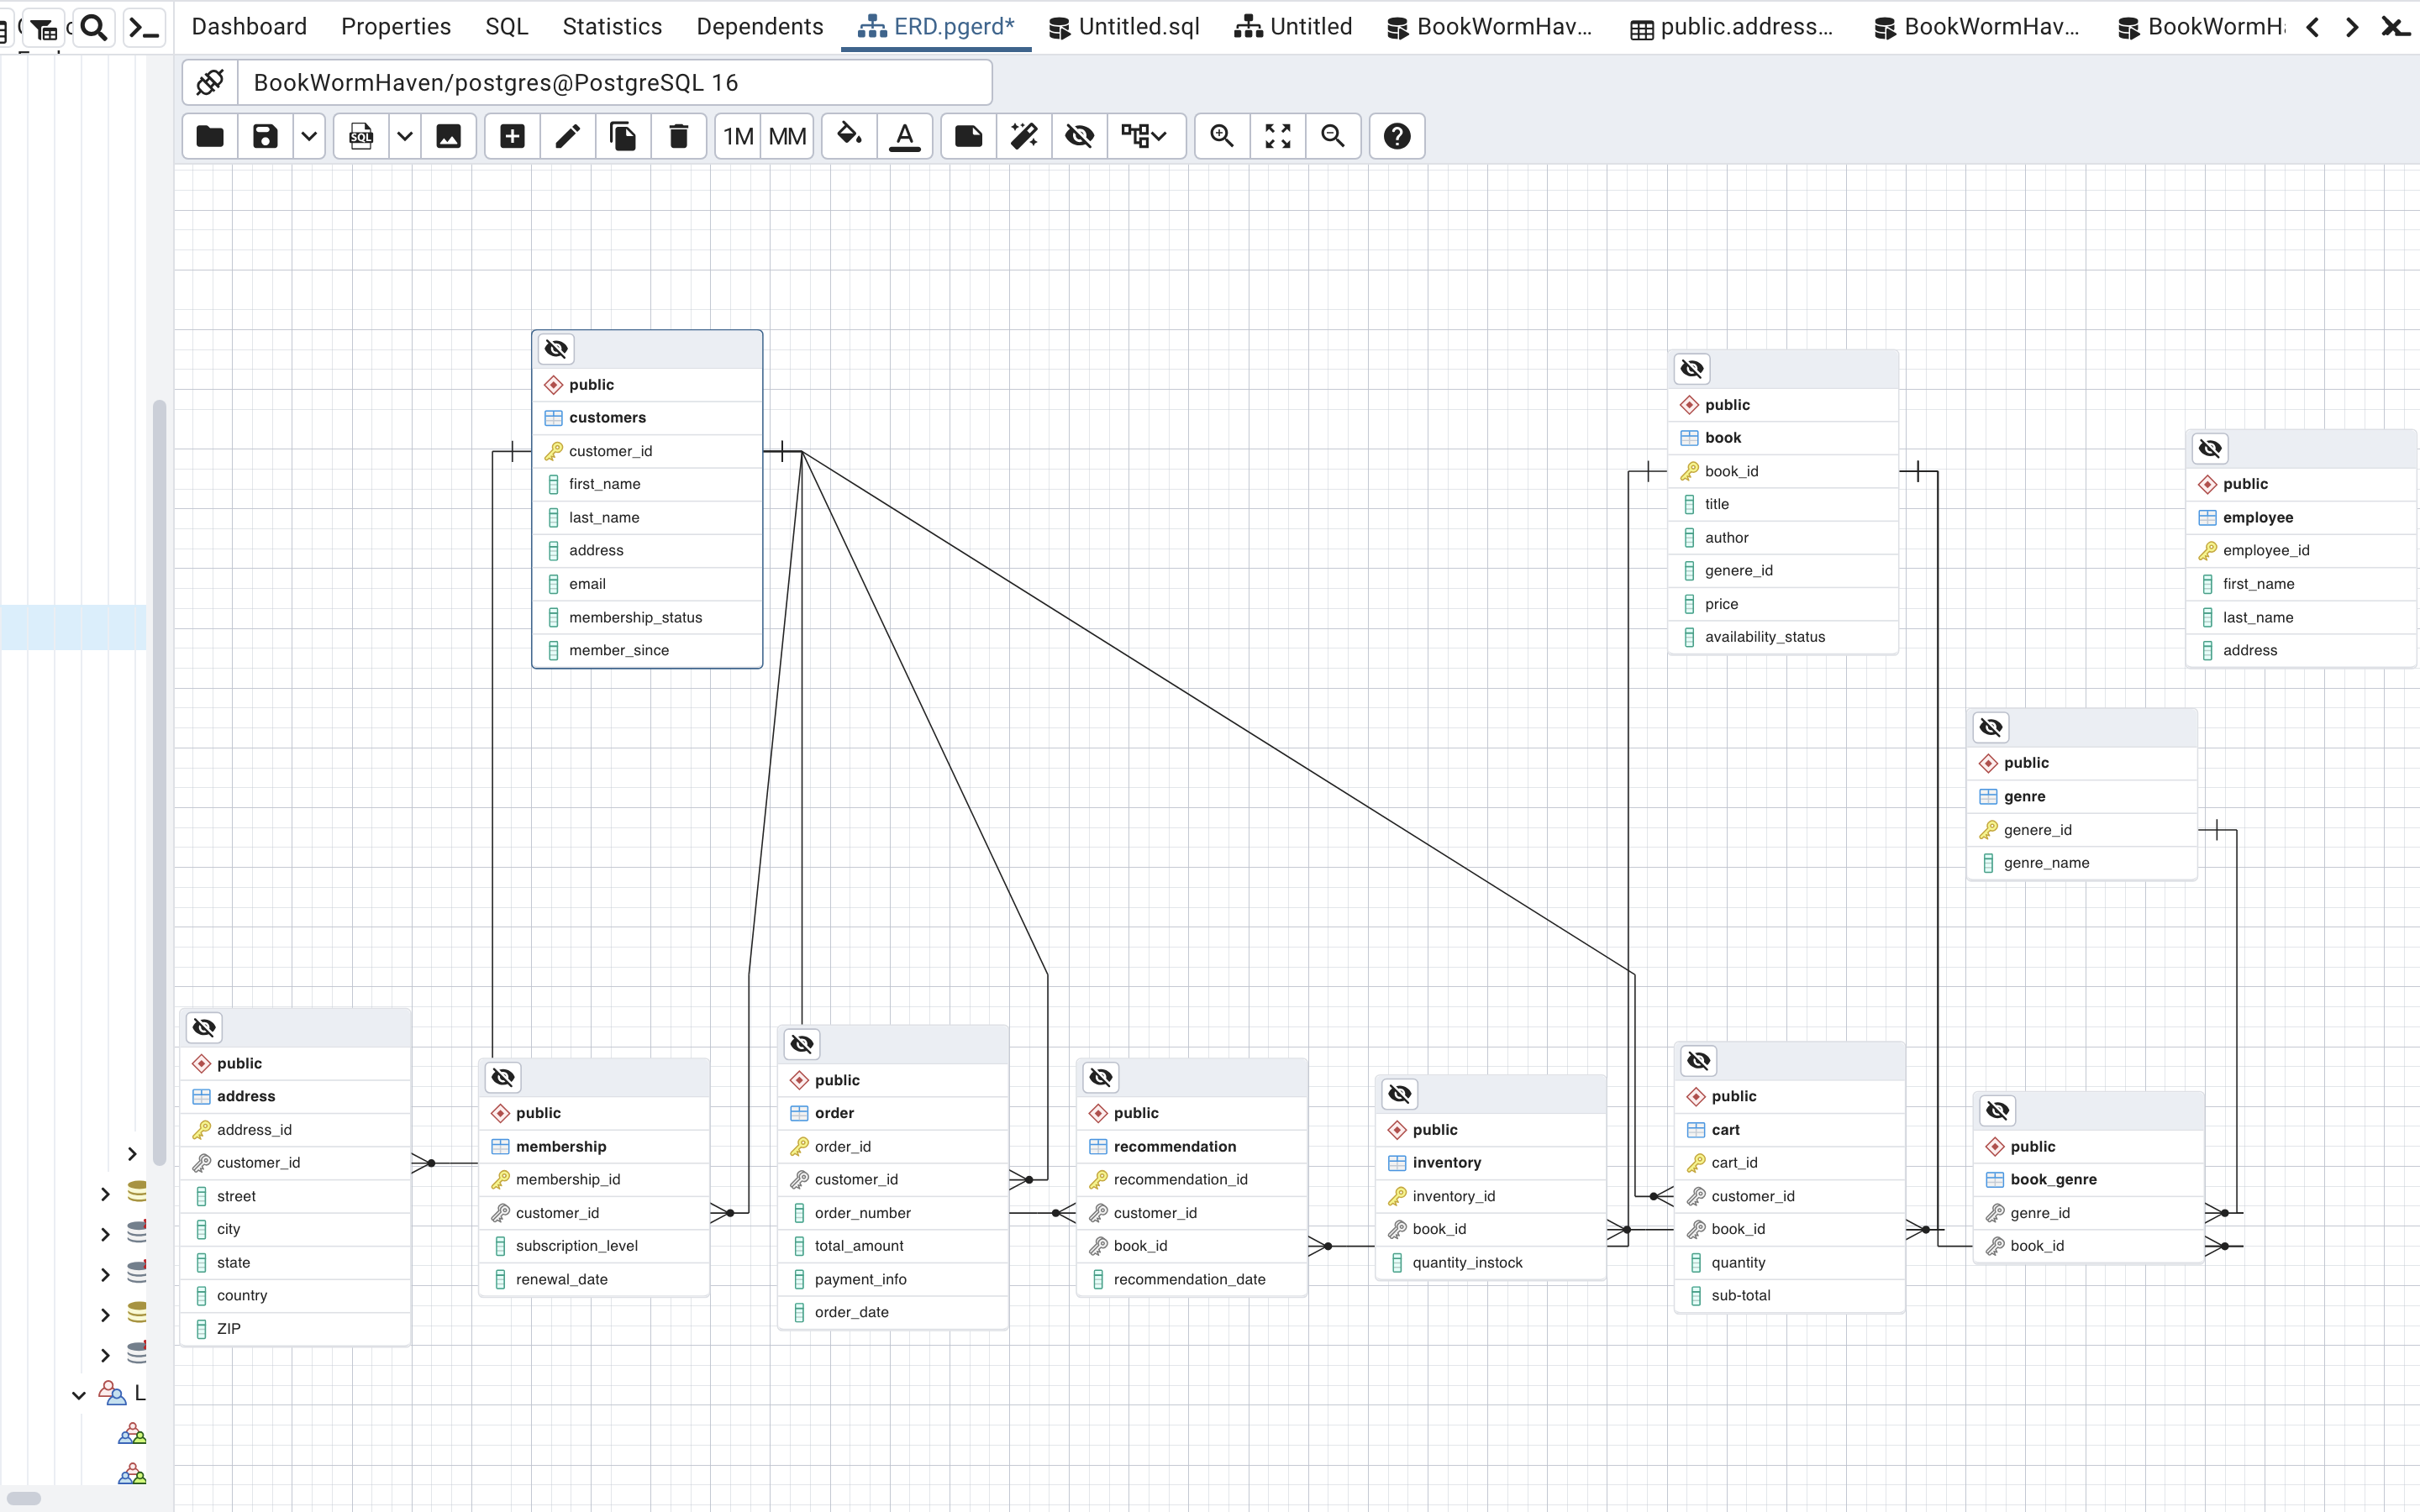 Dashboard Properties SQL Statistics Dependents ERD.pgerd* Untitled.sql Untitled BookWormHav... public.address... BookWormHav... BookWormH
BookWormHaven/postgres@PostgreSQL 16
SQL 1M MM A
public
customers
customer_id
first_name
last_name
address
email
membership_status
member_since
public
book
book_id
title
author
genere_id
price
availability_status
public
employee
employee_id
first_name
last_name
address
public
genre
genere_id
genre_name
public
address
address_id
customer_id
street
city
state
country
ZIP
public
membership
membership_id
customer_id
subscription_level
renewal_date
public
order
order_id
customer_id
order_number
total_amount
payment_info
order_date
public
recommendation
recommendation_id
customer_id
book_id
recommendation_date
public
inventory
inventory_id
book_id
quantity_instock
public
cart
cart_id
customer_id
book_id
quantity
sub-total
public
book_genre
genre_id
book_id
L